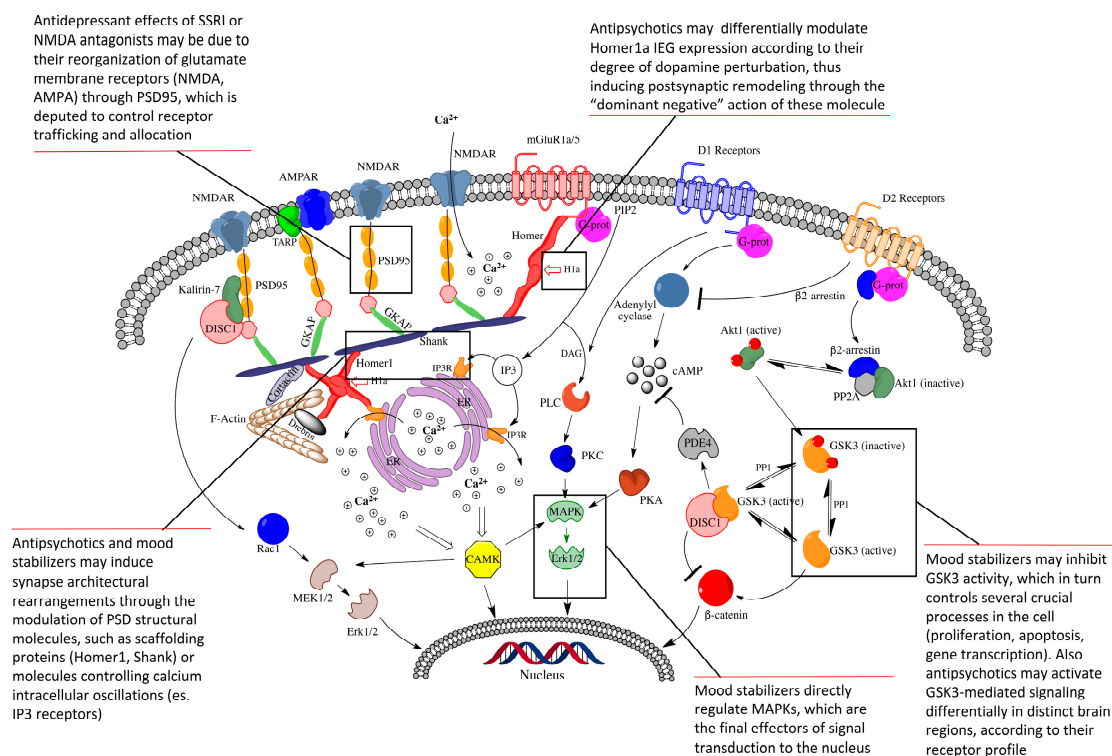 Antidepressant effects of SSRI or
NMDA antagonists may be due to
their reorganization of glutamate
membrane receptors (NMDA,
AMPA) through PSD95, which is
deputed to control receptor
trafficking and allocation
Antipsychotics may differentially modulate
Homer1a IEG expression according to their
degree of dopamine perturbation, thus
inducing postsynaptic remodeling through the
“dominant negative” action of these molecule
Ca²⁺
NMDAR
AMPAR
NMDAR
NMDAR
mGluR1a/5
D1 Receptors
D2 Receptors
TARP
PIP2
G-prot
Homer
G-prot
G-prot
Kalirin-7
PSD95
PSD95
Ca²⁺
H1a
DISC1
GKAP
GKAP
Shank
Adenylyl
cyclase
β2 arrestin
Akt1 (active)
β2-arrestin
PP2A
Akt1 (inactive)
Cortactin
Homer1
H1a
IP3R
IP3
DAG
cAMP
F-Actin
Drebrin
ER
Ca²⁺
IP3R
ER
PLC
PKC
PDE4
PKA
Ca²⁺
Ca²⁺
GSK3 (inactive)
PP1
PP1
GSK3 (active)
DISC1
GSK3 (active)
MAPK
Erk1/2
CAMK
Rac1
MEK1/2
Erk1/2
β-catenin
Nucleus
Antipsychotics and mood
stabilizers may induce
synapse architectural
rearrangements through the
modulation of PSD structural
molecules, such as scaffolding
proteins (Homer1, Shank) or
molecules controlling calcium
intracellular oscillations (es.
IP3 receptors)
Mood stabilizers directly
regulate MAPKs, which are
the final effectors of signal
transduction to the nucleus
Mood stabilizers may inhibit
GSK3 activity, which in turn
controls several crucial
processes in the cell
(proliferation, apoptosis,
gene transcription). Also
antipsychotics may activate
GSK3-mediated signaling
differentially in distinct brain
regions, according to their
receptor profile